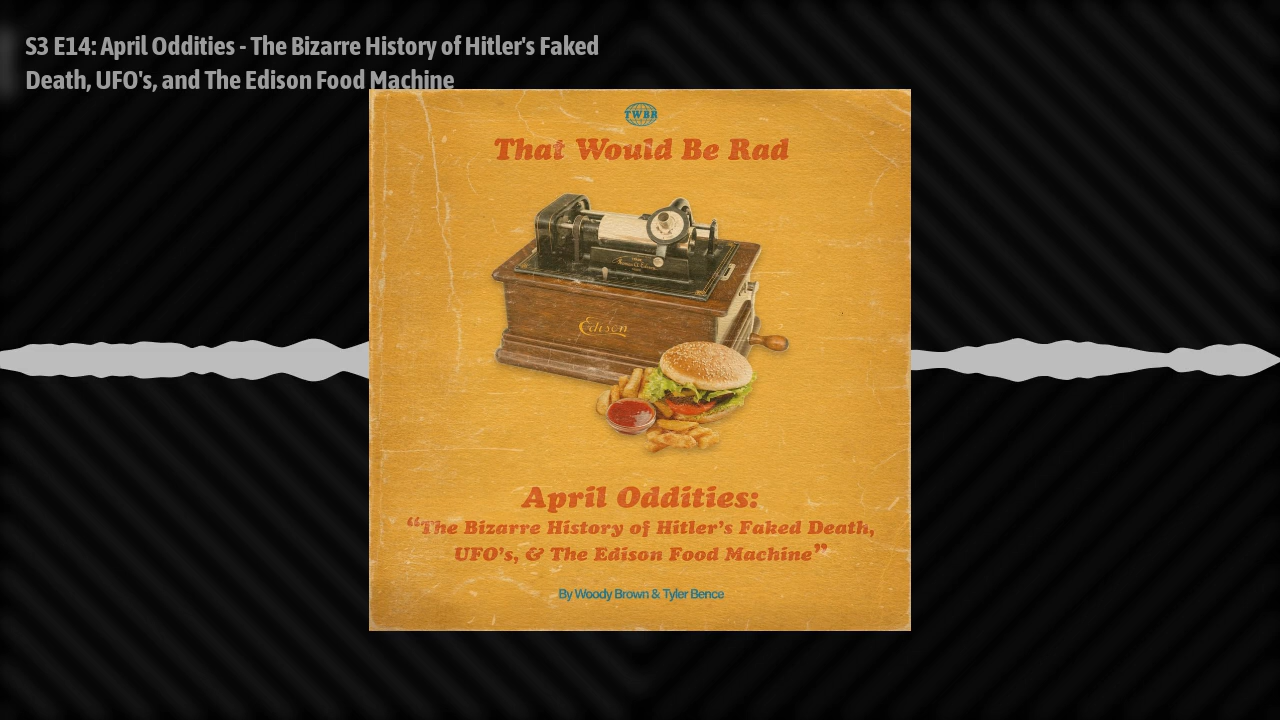 S3 E14: April Oddities - The Bizarre History of Hitler's Faked
Death, UFO's, and The Edison Food Machine
TWBR
That Would Be Rad
Edison
April Oddities:
“The Bizarre History of Hitler’s Faked Death,
UFO’s, & The Edison Food Machine”
By Woody Brown & Tyler Bence